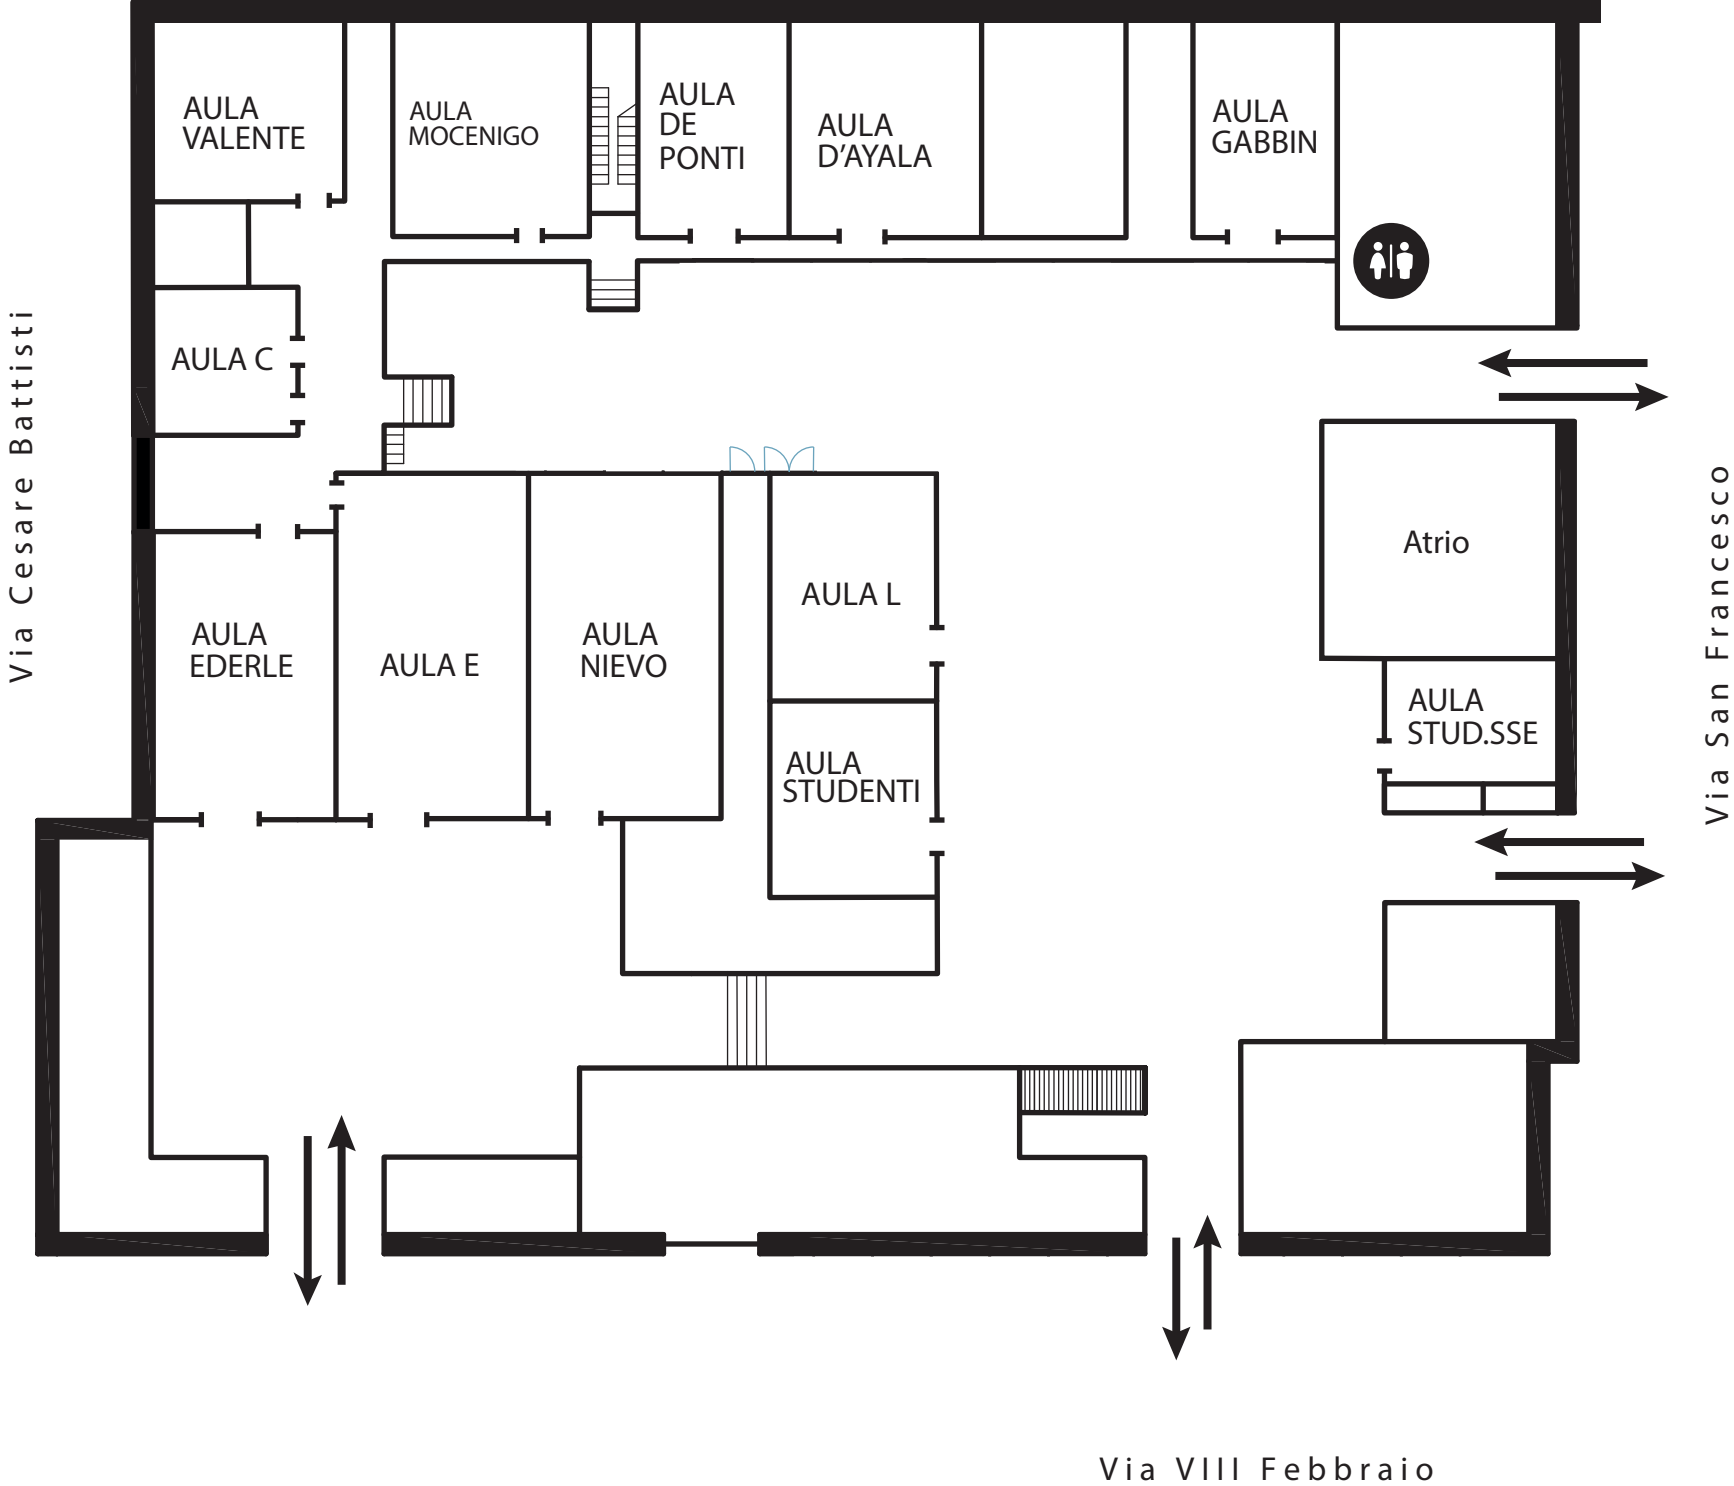 AULA
VALENTE
AULA
MOCENIGO
AULA
DE
PONTI
AULA
D'AYALA
AULA
GABBIN
AULA C
Via Cesare Battisti
AULA
EDERLE
AULA E
AULA
NIEVO
AULA L
AULA
STUDENTI
Atrio
AULA
STUD.SSE
Via San Francesco
Via VIII Febbraio